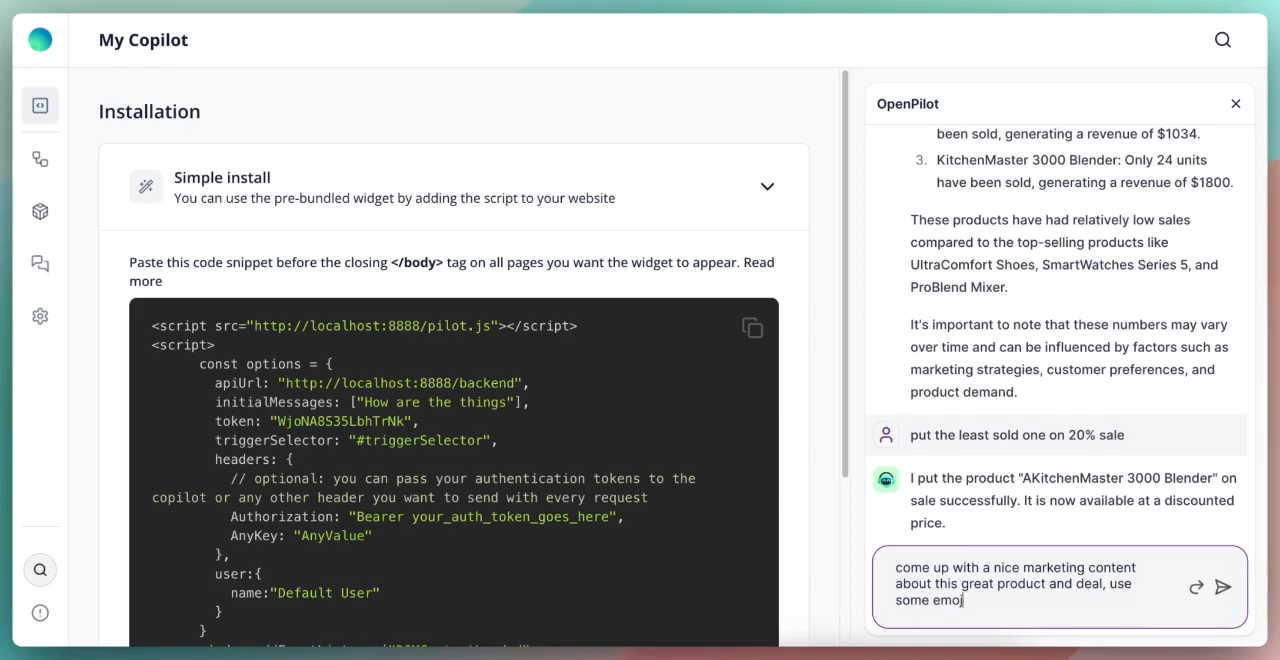 My Copilot
Installation
Simple install
You can use the pre-bundled widget by adding the script to your website
Paste this code snippet before the closing </body> tag on all pages you want the widget to appear. Read
more
<script src="http://localhost:8888/pilot.js"></script>
<script>
const options = {
apiUrl: "http://localhost:8888/backend",
initialMessages: ["How are the things"],
token: "WjoNA8S35LbhTrNk",
triggerSelector: "#triggerSelector",
headers: {
// optional: you can pass your authentication tokens to the
copilot or any other header you want to send with every request
Authorization: "Bearer your_auth_token_goes_here",
AnyKey: "AnyValue"
},
user:{
name:"Default User"
}
}
OpenPilot
been sold, generating a revenue of $1034.
3. KitchenMaster 3000 Blender: Only 24 units
have been sold, generating a revenue of $1800.
These products have had relatively low sales
compared to the top-selling products like
UltraComfort Shoes, SmartWatches Series 5, and
ProBlend Mixer.
It's important to note that these numbers may vary
over time and can be influenced by factors such as
marketing strategies, customer preferences, and
product demand.
put the least sold one on 20% sale
I put the product "AKitchenMaster 3000 Blender" on
sale successfully. It is now available at a discounted
price.
come up with a nice marketing content
about this great product and deal, use
some emoj